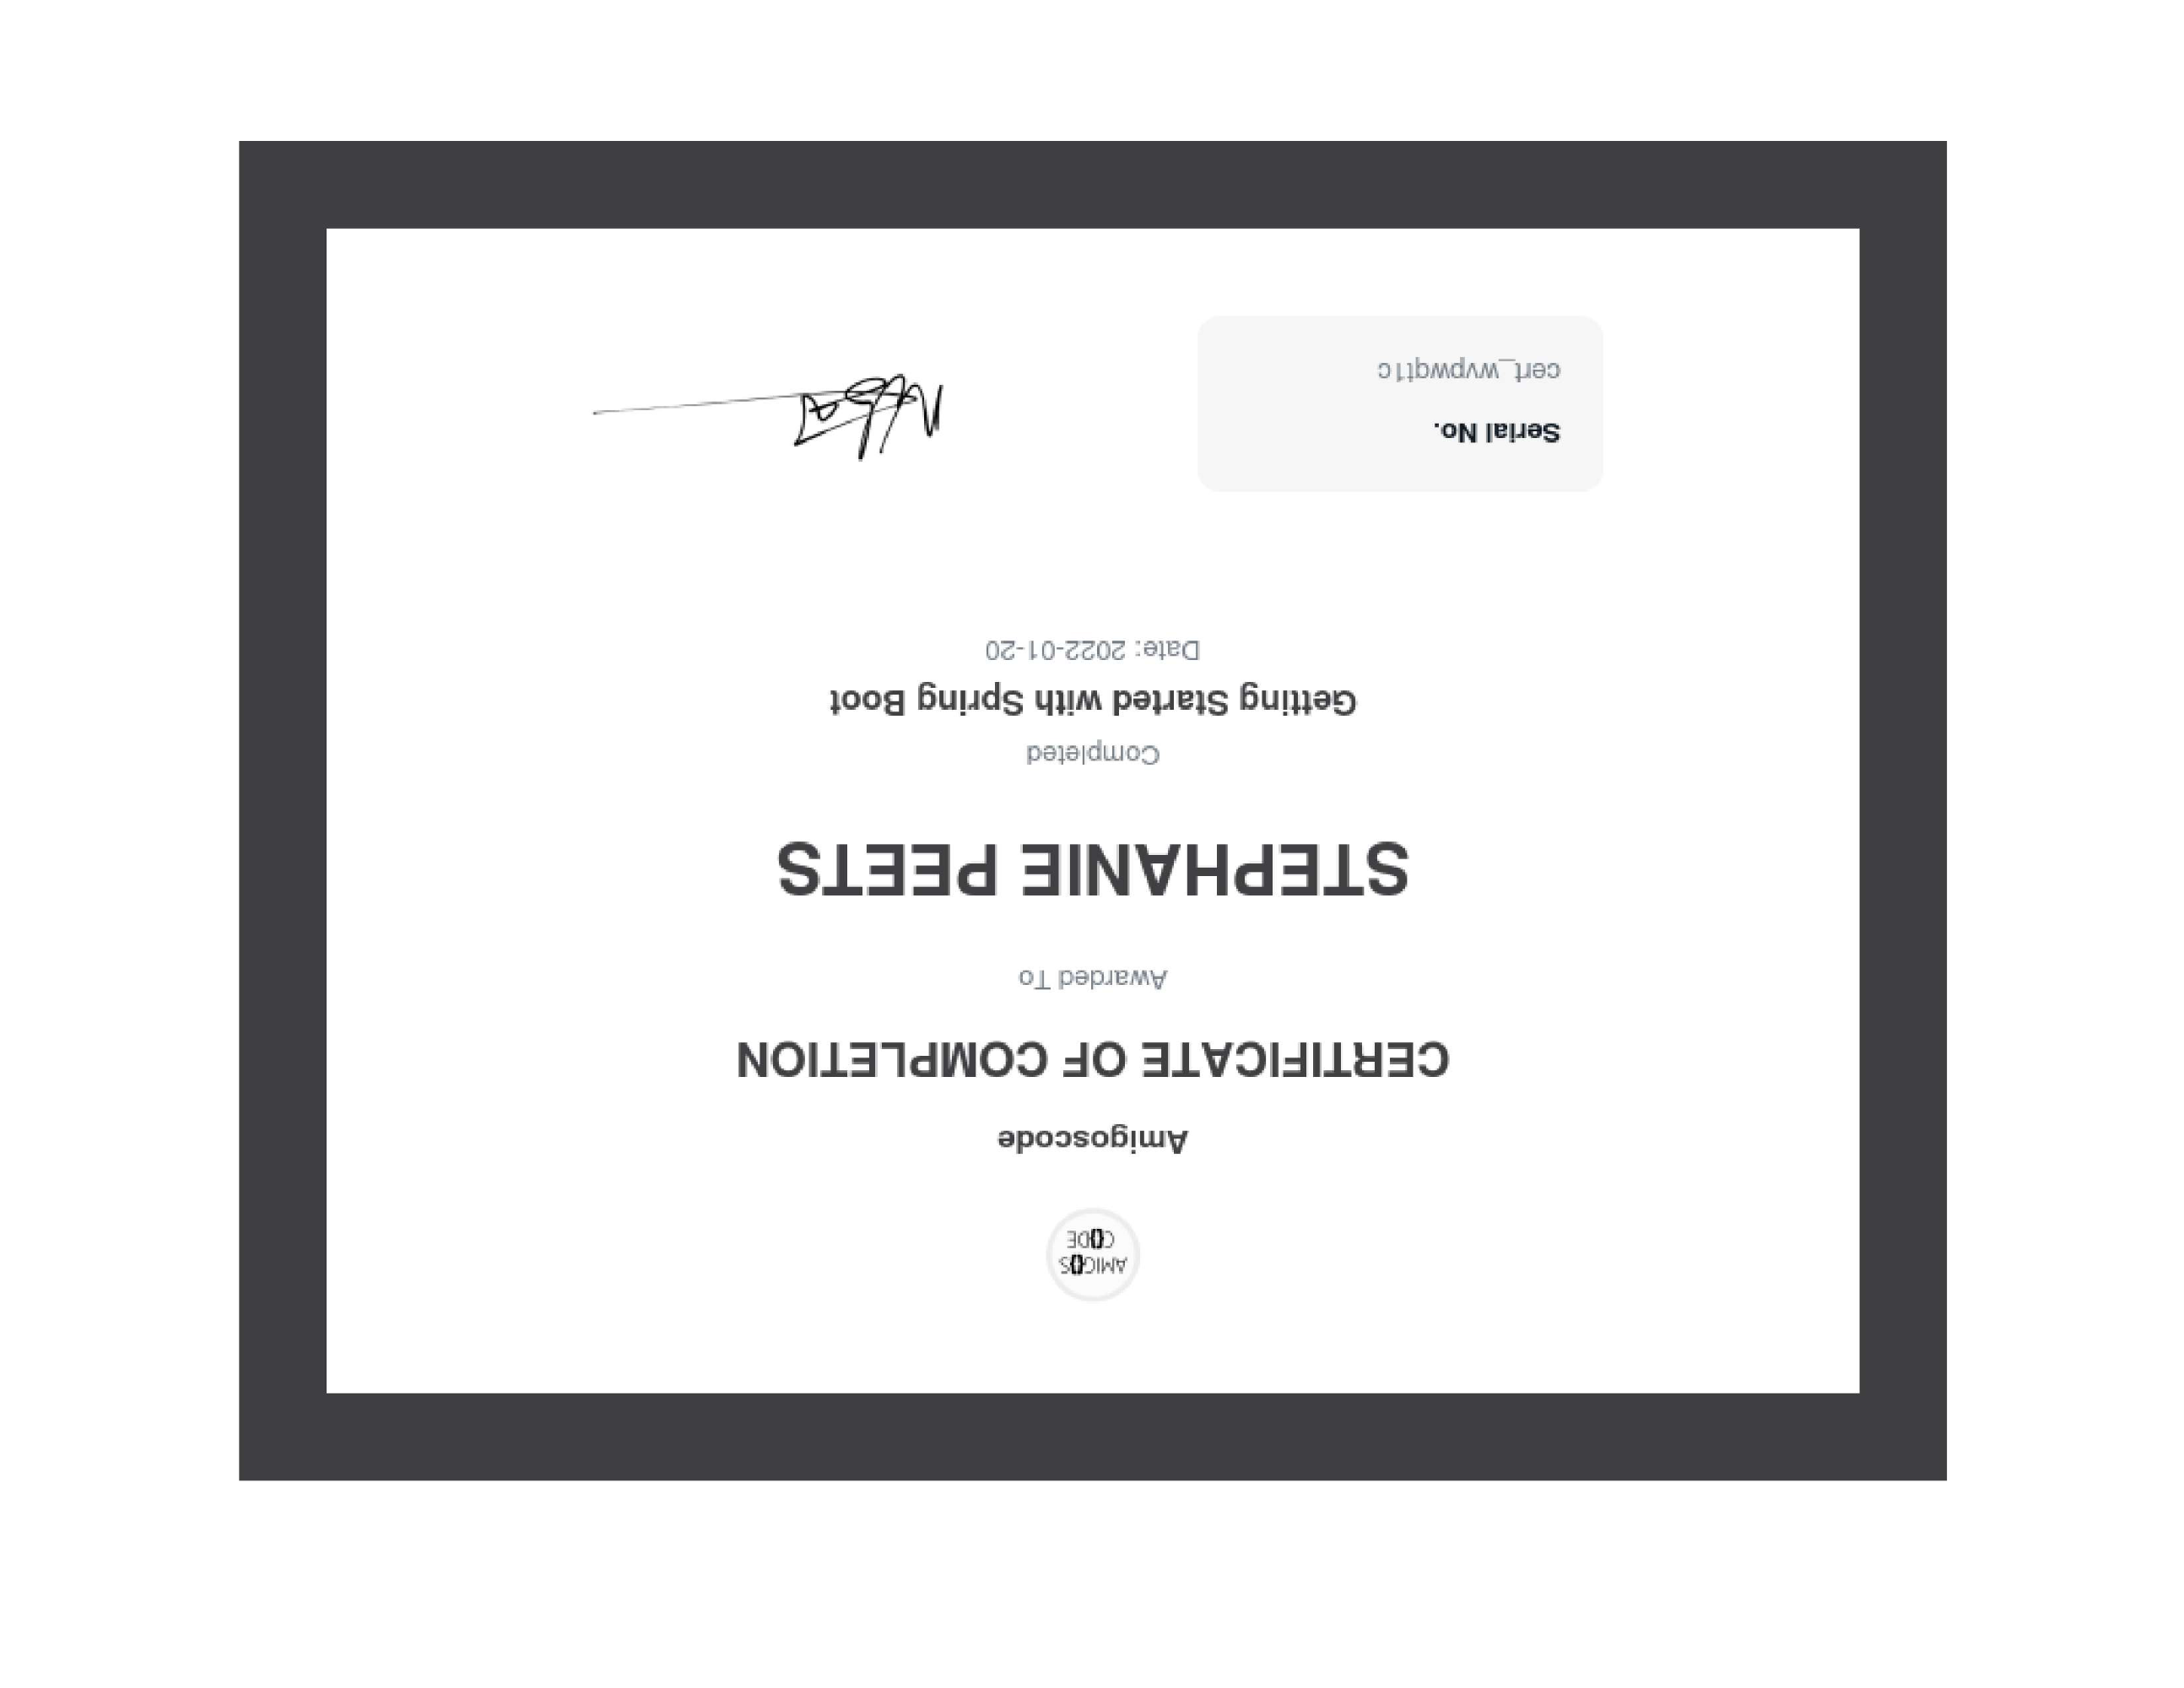 AMIGOS
CODE
Amigoscode
CERTIFICATE OF COMPLETION
Awarded To
STEPHANIE PEETS
Completed
Getting Started with Spring Boot
Date: 2022-01-20
Serial No.
cert_wvpwqt1c